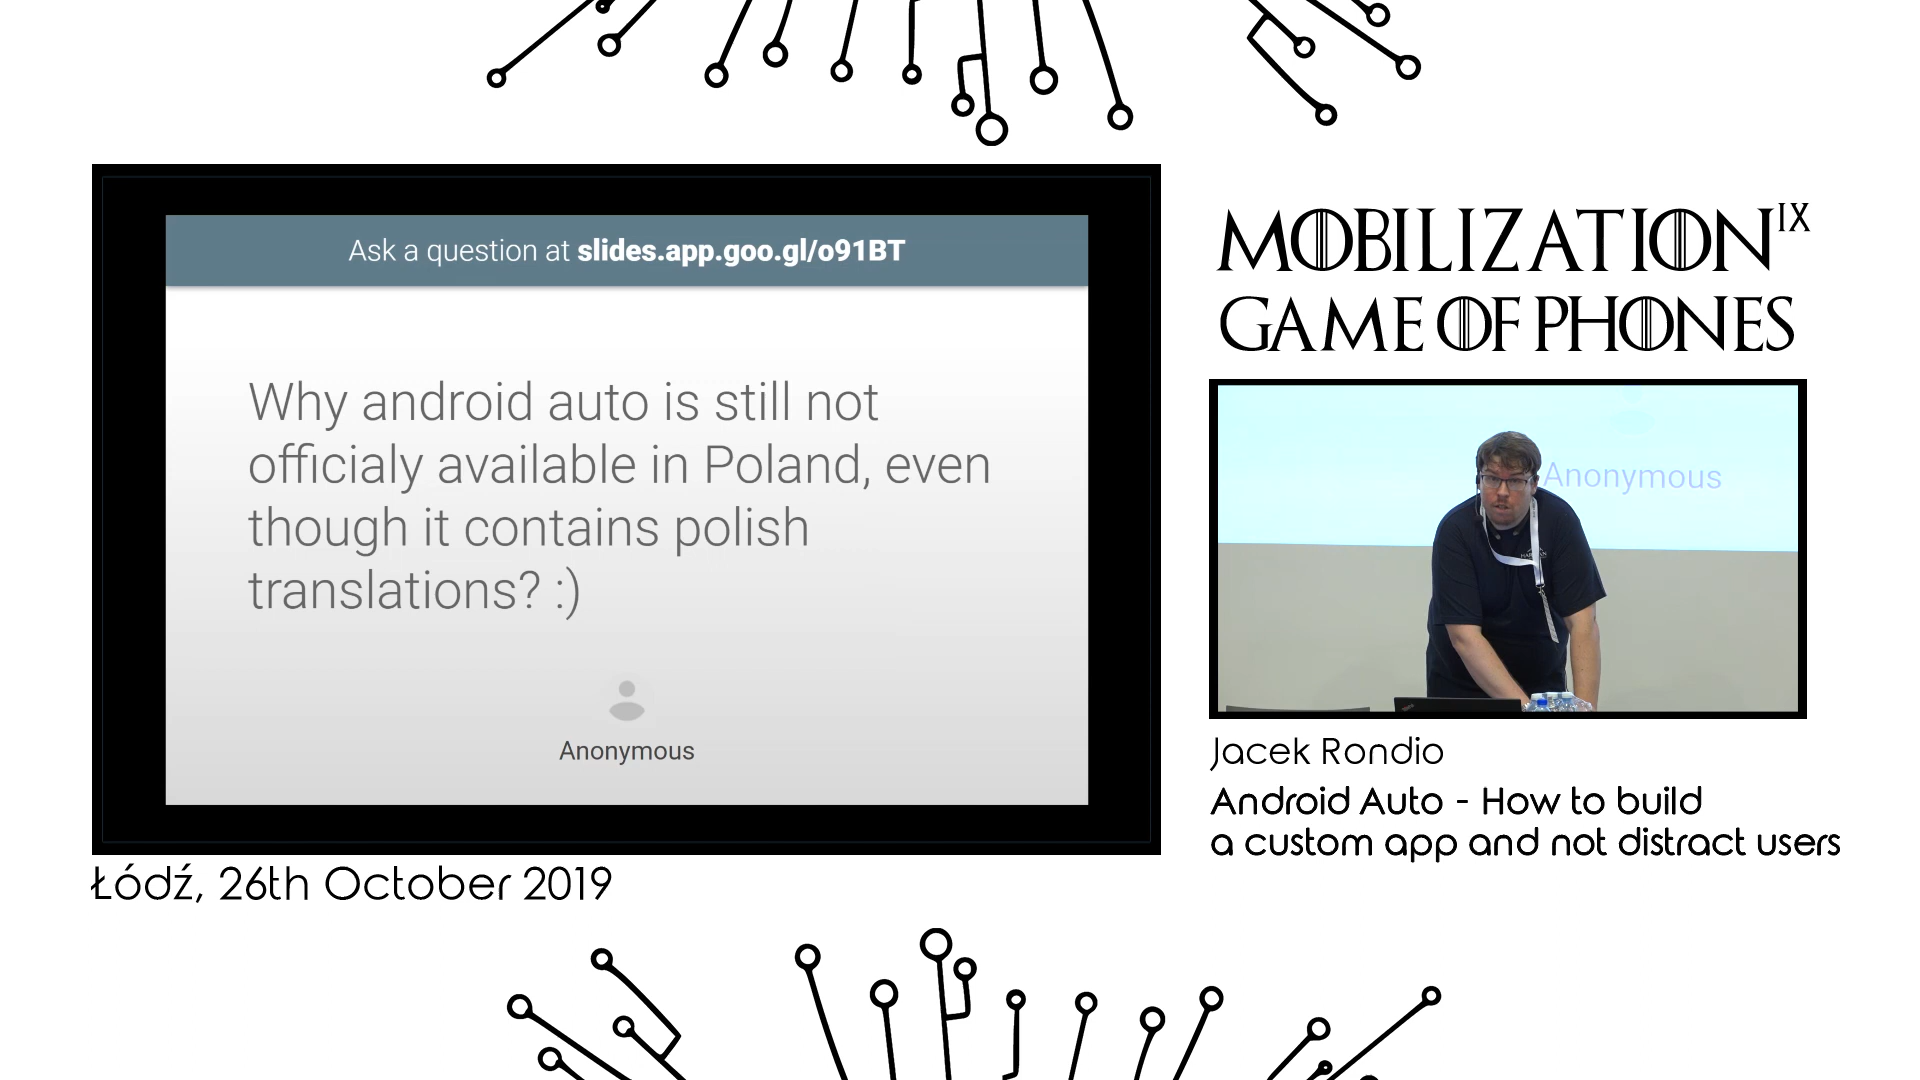 Ask a question at slides.app.goo.gl/o91BT
Why android auto is still not
officialy available in Poland, even
though it contains polish
translations? :)
Anonymous
MOBILIZATION IX
GAME OF PHONES
Anonymous
Jacek Rondio
Android Auto - How to build
a custom app and not distract users
Łódź, 26th October 2019